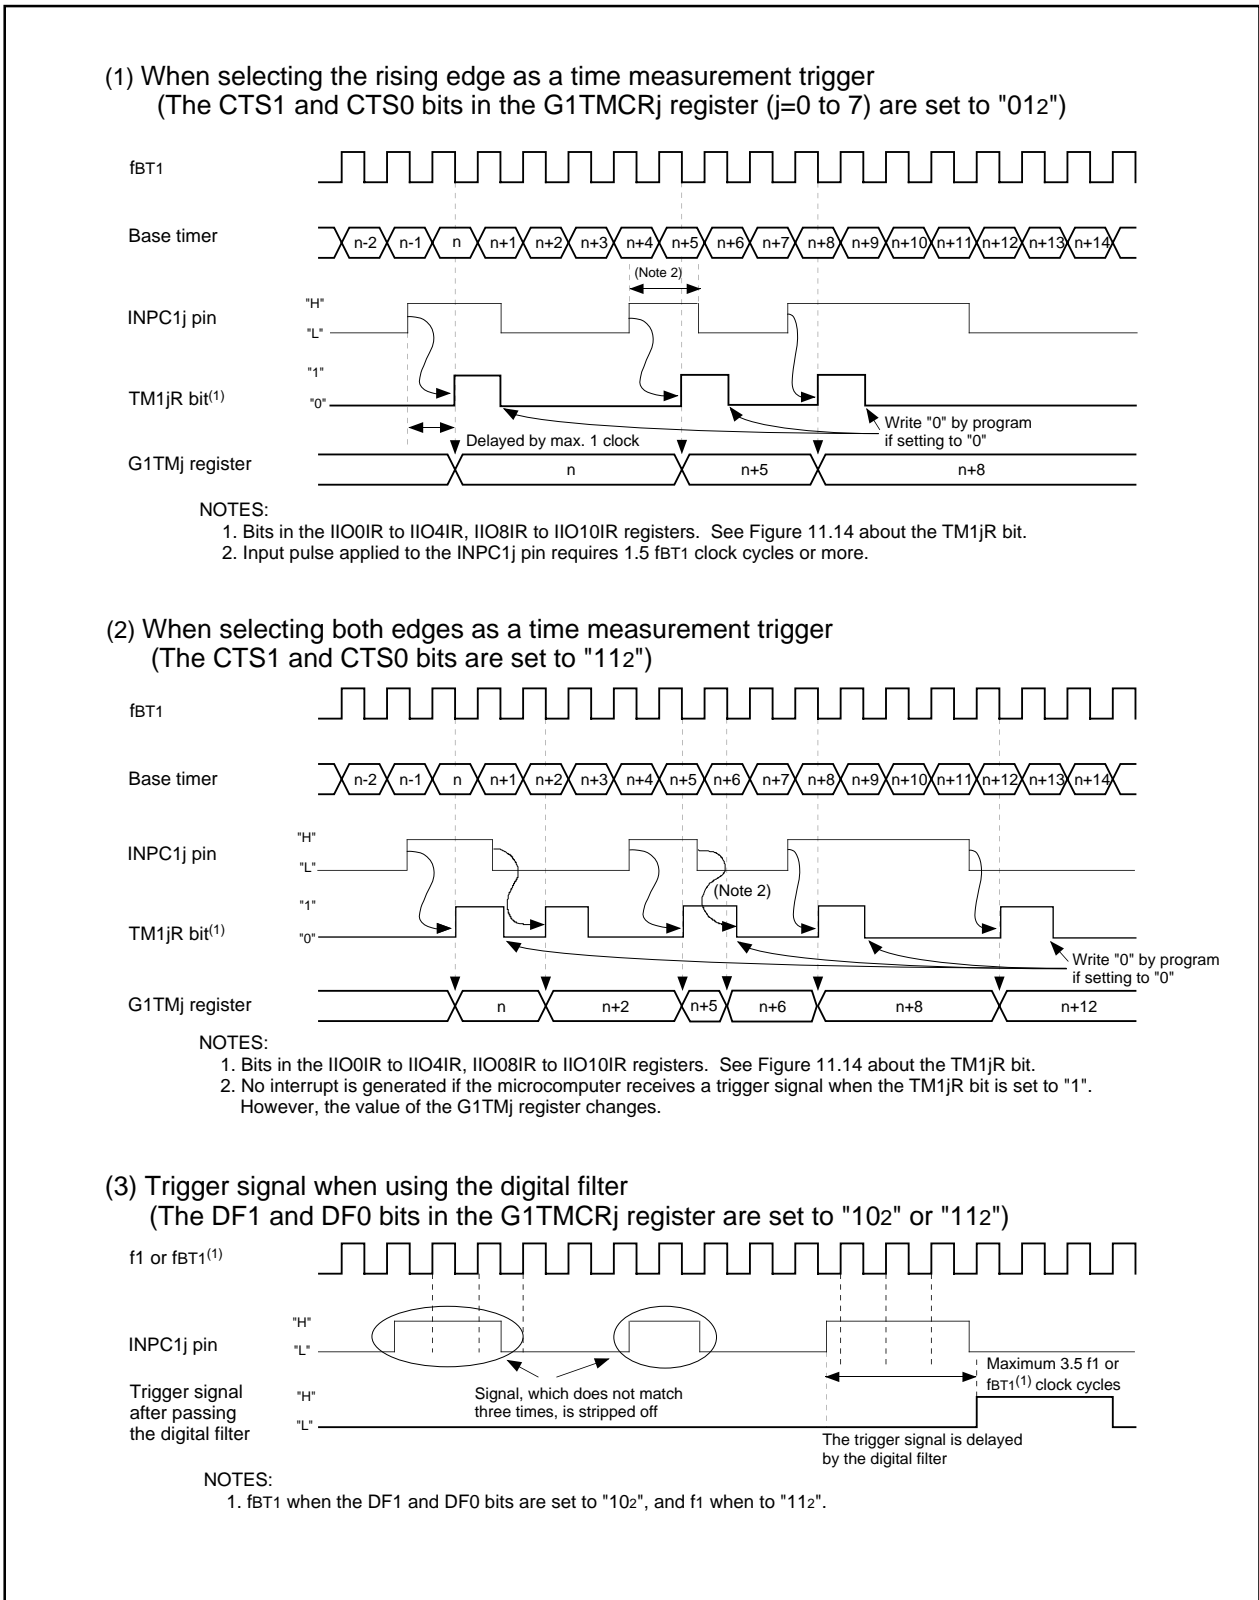 (1) When selecting the rising edge as a time measurement trigger
(The CTS1 and CTS0 bits in the G1TMCRj register (j=0 to 7) are set to "012")
fBT1
Base timer
n-2 n-1 n n+1 n+2 n+3 n+4 n+5 n+6 n+7 n+8 n+9 n+10 n+11 n+12 n+13 n+14
(Note 2)
INPC1j pin
"H"
"L"
TM1jR bit(1)
"1"
"0"
Write "0" by program
if setting to "0"
Delayed by max. 1 clock
G1TMj register
n n+5 n+8
NOTES:
1. Bits in the IIO0IR to IIO4IR, IIO8IR to IIO10IR registers. See Figure 11.14 about the TM1jR bit.
2. Input pulse applied to the INPC1j pin requires 1.5 fBT1 clock cycles or more.
(2) When selecting both edges as a time measurement trigger
(The CTS1 and CTS0 bits are set to "112")
fBT1
Base timer
n-2 n-1 n n+1 n+2 n+3 n+4 n+5 n+6 n+7 n+8 n+9 n+10 n+11 n+12 n+13 n+14
INPC1j pin
"H"
"L"
(Note 2)
TM1jR bit(1)
"1"
"0"
Write "0" by program
if setting to "0"
G1TMj register
n n+2 n+5 n+6 n+8 n+12
NOTES:
1. Bits in the IIO0IR to IIO4IR, IIO08IR to IIO10IR registers. See Figure 11.14 about the TM1jR bit.
2. No interrupt is generated if the microcomputer receives a trigger signal when the TM1jR bit is set to "1".
However, the value of the G1TMj register changes.
(3) Trigger signal when using the digital filter
(The DF1 and DF0 bits in the G1TMCRj register are set to "102" or "112")
f1 or fBT1(1)
INPC1j pin
"H"
"L"
Maximum 3.5 f1 or
fBT1(1) clock cycles
Signal, which does not match
three times, is stripped off
Trigger signal
after passing
the digital filter
"H"
"L"
The trigger signal is delayed
by the digital filter
NOTES:
1. fBT1 when the DF1 and DF0 bits are set to "102", and f1 when to "112".